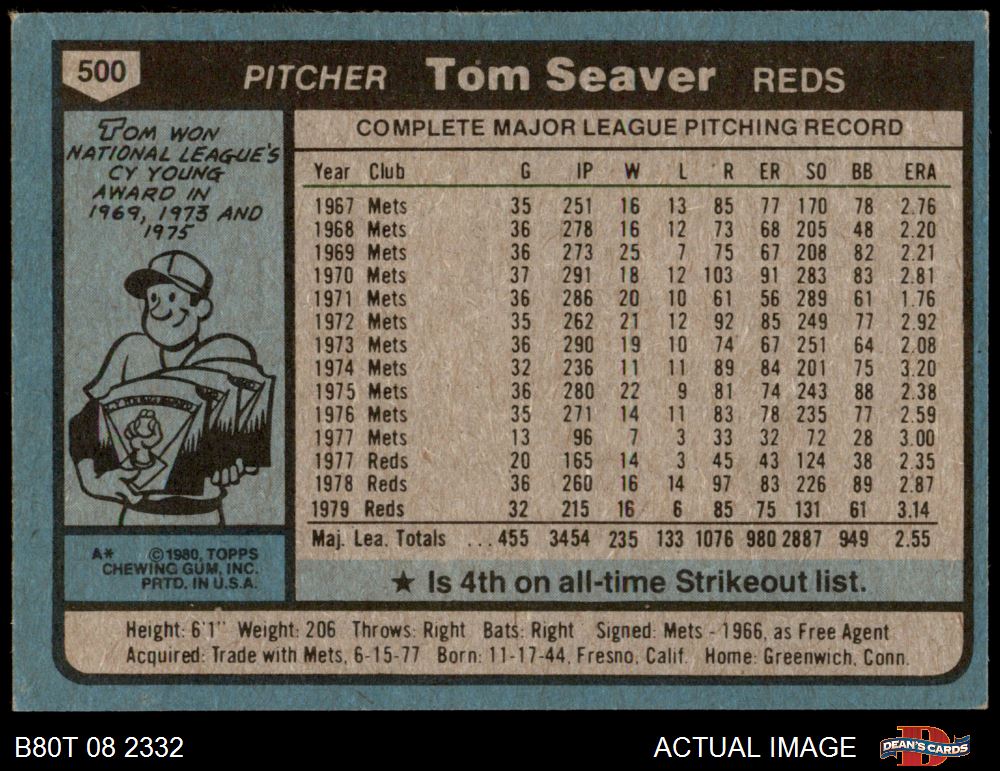 500
PITCHER Tom Seaver REDS
TOM WON
NATIONAL LEAGUE'S
CY YOUNG
AWARD IN
1969, 1973 AND
1975
CY YOUNG AWARD
A* ©1980, TOPPS
CHEWING GUM, INC.
PRTD. IN U.S.A.
COMPLETE MAJOR LEAGUE PITCHING RECORD
Year Club G IP W L R ER SO BB ERA
1967 Mets 35 251 16 13 85 77 170 78 2.76
1968 Mets 36 278 16 12 73 68 205 48 2.20
1969 Mets 36 273 25 7 75 67 208 82 2.21
1970 Mets 37 291 18 12 103 91 283 83 2.81
1971 Mets 36 286 20 10 61 56 289 61 1.76
1972 Mets 35 262 21 12 92 85 249 77 2.92
1973 Mets 36 290 19 10 74 67 251 64 2.08
1974 Mets 32 236 11 11 89 84 201 75 3.20
1975 Mets 36 280 22 9 81 74 243 88 2.38
1976 Mets 35 271 14 11 83 78 235 77 2.59
1977 Mets 13 96 7 3 33 32 72 28 3.00
1977 Reds 20 165 14 3 45 43 124 38 2.35
1978 Reds 36 260 16 14 97 83 226 89 2.87
1979 Reds 32 215 16 6 85 75 131 61 3.14
Maj. Lea. Totals ...455 3454 235 133 1076 980 2887 949 2.55
★ Is 4th on all-time Strikeout list.
Height: 6'1" Weight: 206 Throws: Right Bats: Right Signed: Mets - 1966, as Free Agent
Acquired: Trade with Mets, 6-15-77 Born: 11-17-44, Fresno, Calif. Home: Greenwich, Conn.
B80T 08 2332
ACTUAL IMAGE
DEAN'S CARDS